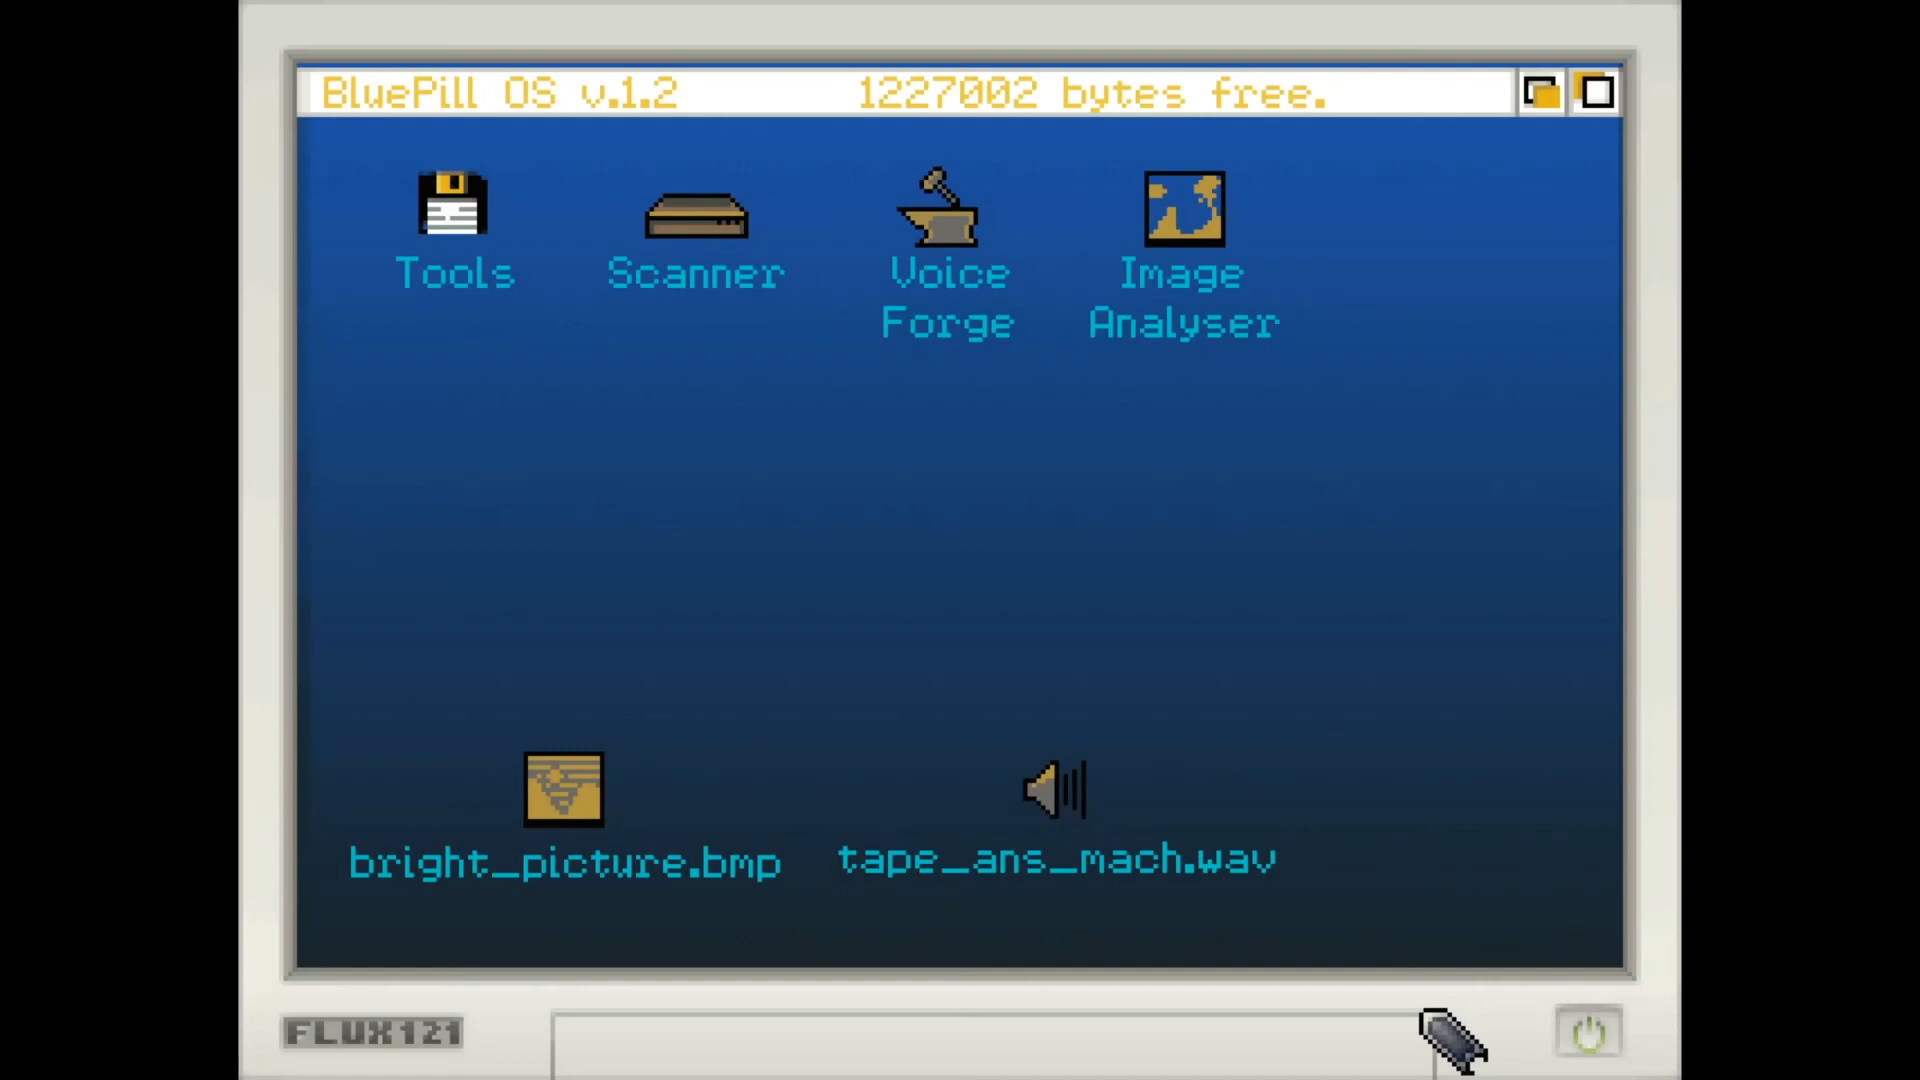 BluePill OS v.1.2 1227002 bytes free.
Tools Scanner Voice Forge Image Analyser
bright_picture.bmp tape_ans_mach.wav
FLUX121